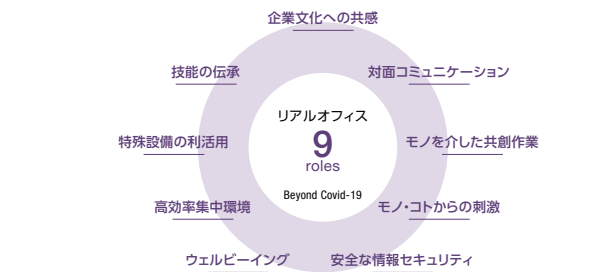 企業文化への共感
技能の伝承
対面コミュニケーション
リアルオフィス
9
roles
Beyond Covid-19
特殊設備の利活用
モノを介した共創作業
高効率集中環境
モノ・コトからの刺激
ウェルビーイング
安全な情報セキュリティ